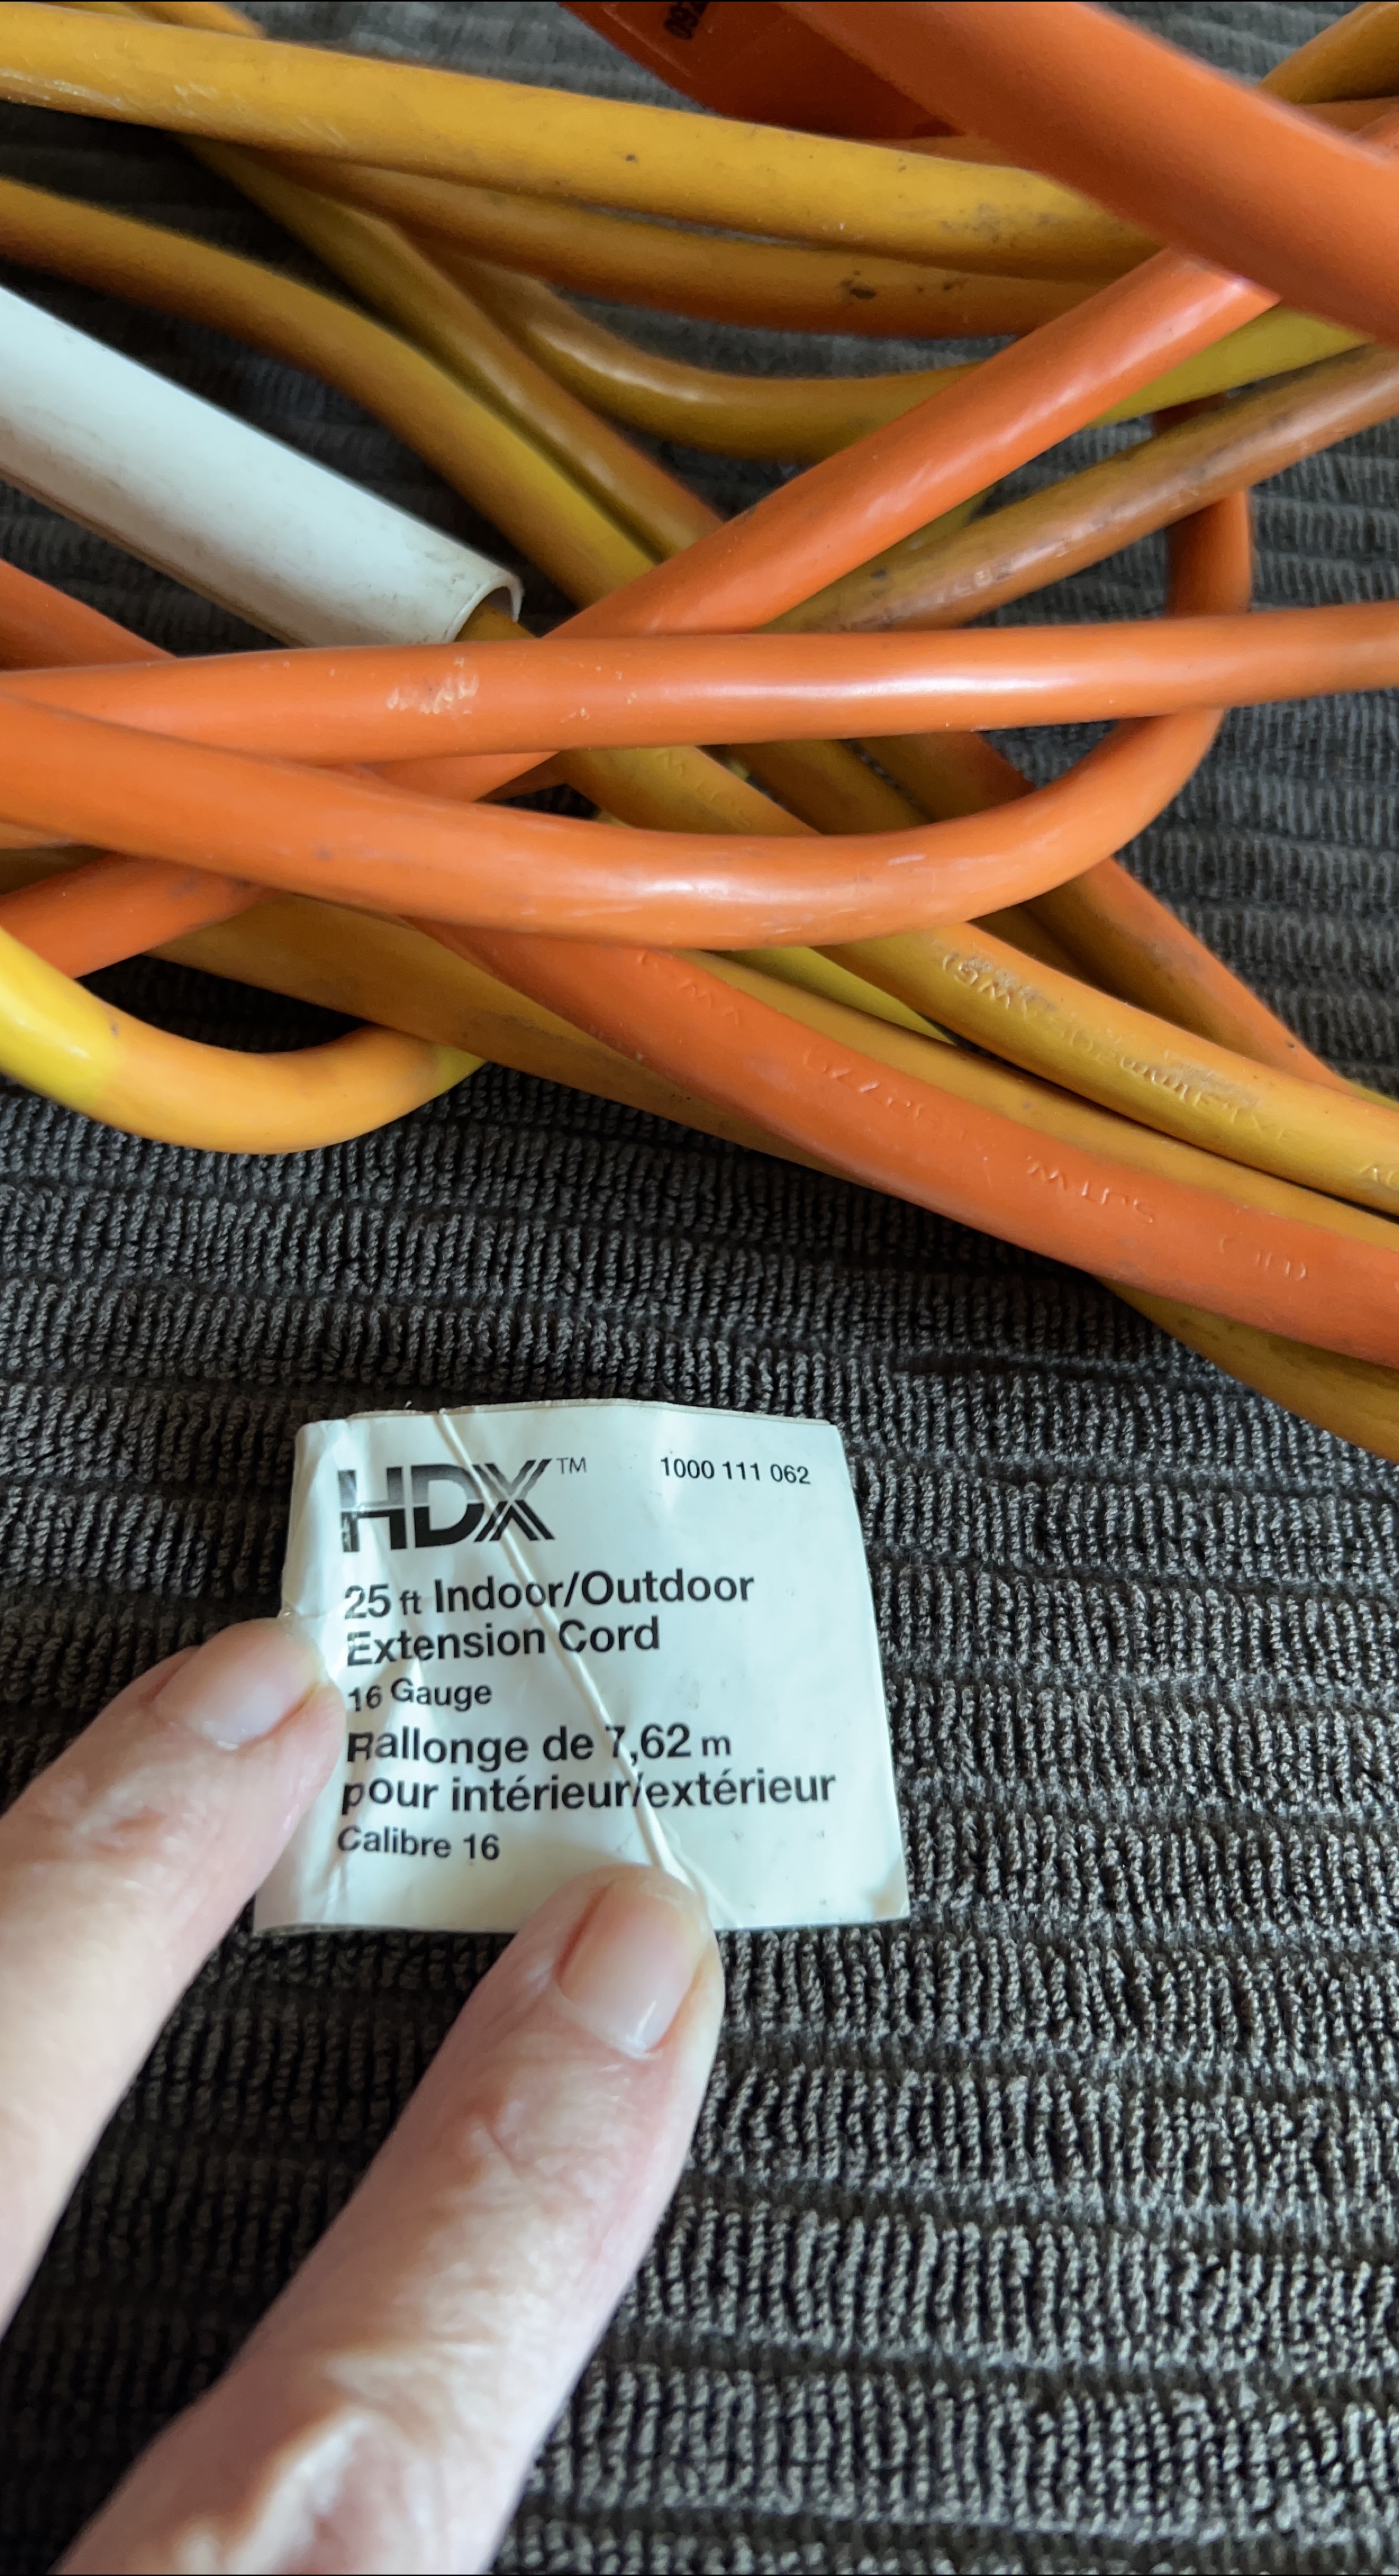 HDX™ 1000 111 062
25 ft Indoor/Outdoor
Extension Cord
16 Gauge
Rallonge de 7,62 m
pour intérieur/extérieur
Calibre 16